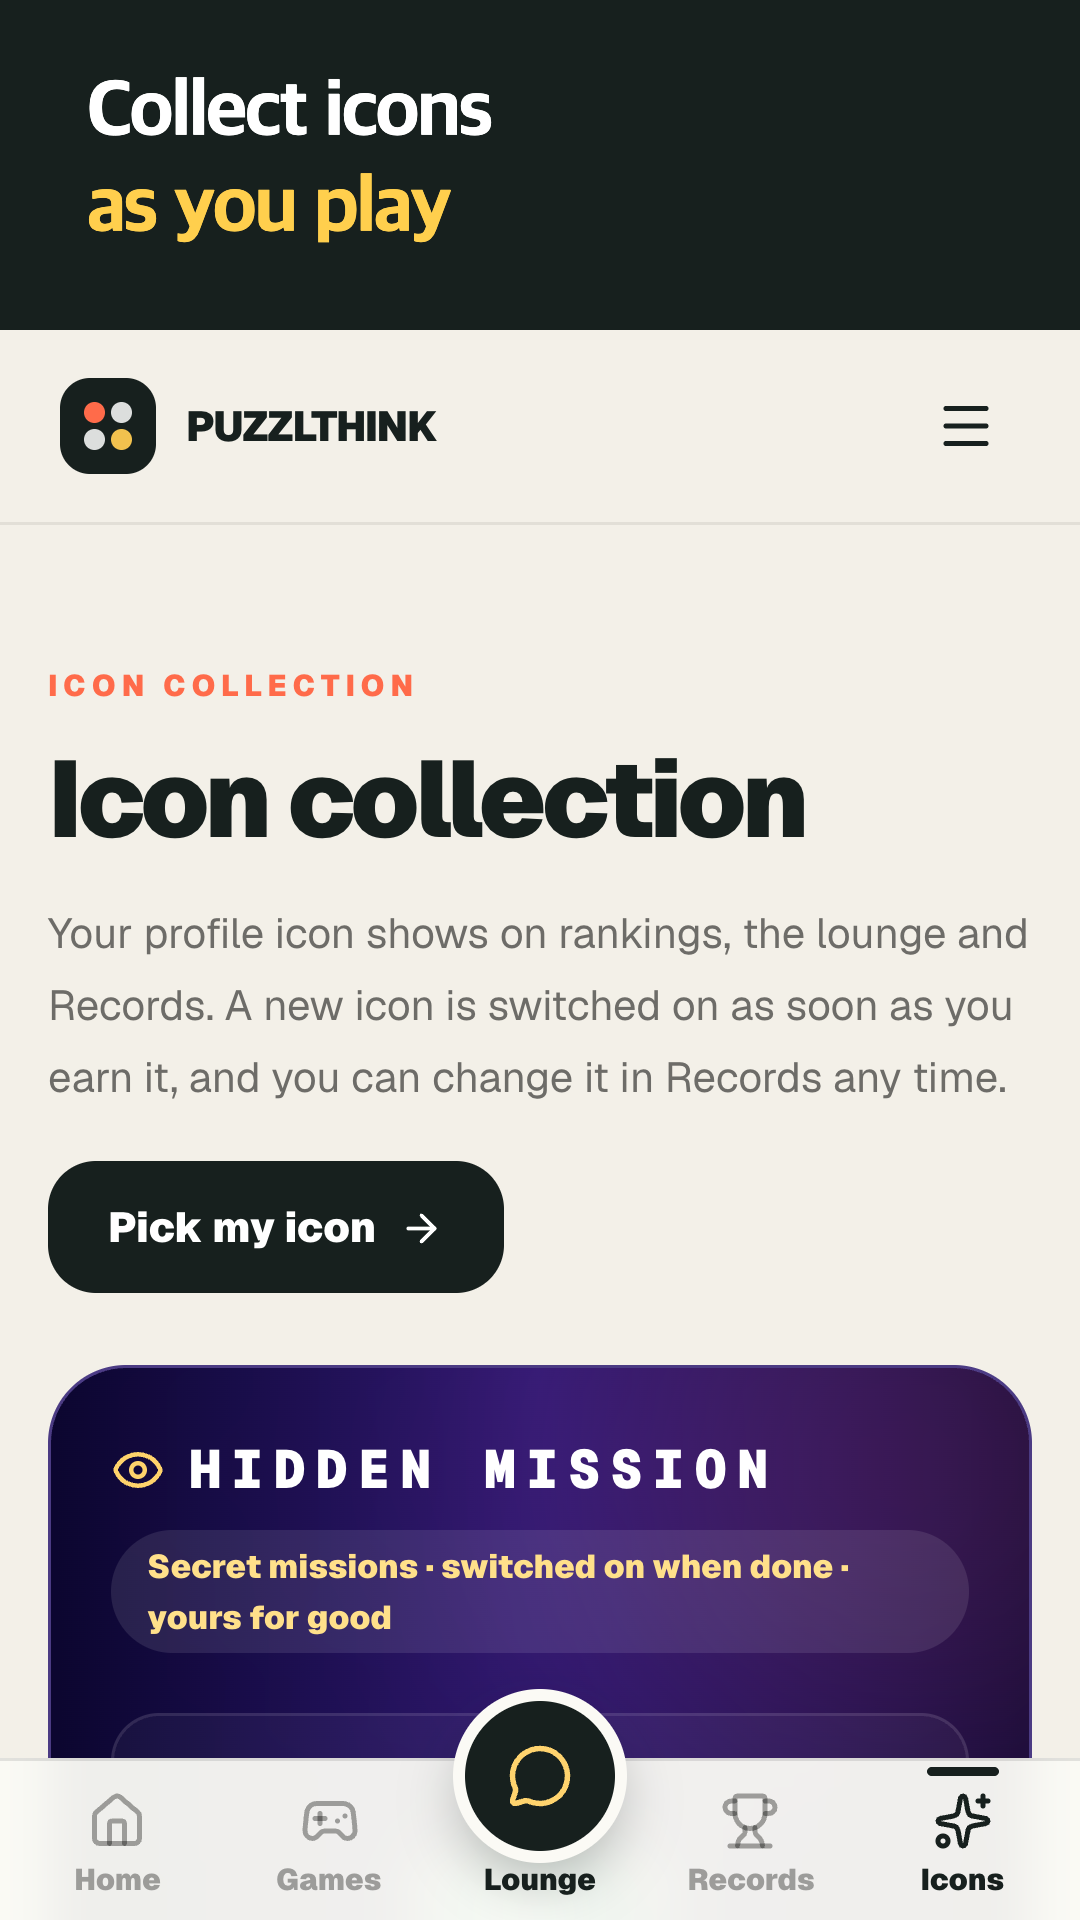 Collect icons
as you play
PUZZLTHINK
ICON COLLECTION
Icon collection
Your profile icon shows on rankings, the lounge and
Records. A new icon is switched on as soon as you
earn it, and you can change it in Records any time.
Pick my icon
HIDDEN MISSION
Secret missions · switched on when done ·
yours for good
Home
Games
Lounge
Records
Icons